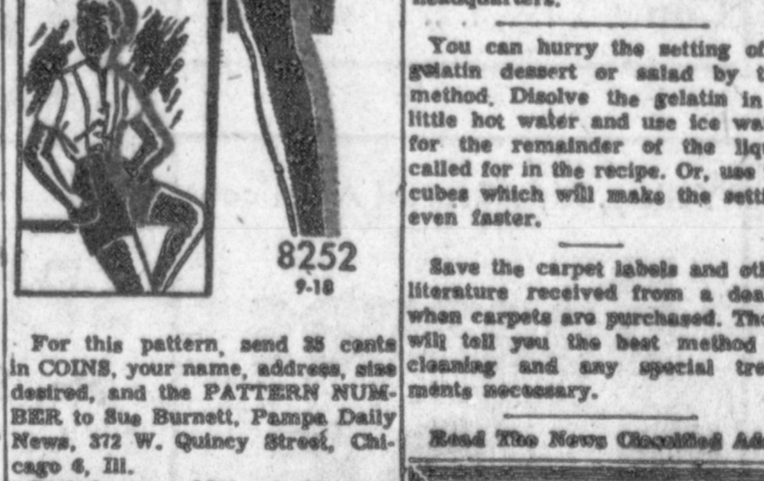 8252
9-18
For this pattern, send 35 cents
in COINS, your name, address, size
desired, and the PATTERN NUM-
BER to Sue Burnett, Pampa Daily
News, 372 W. Quincy Street, Chi-
cago 6, Ill.
headquarters.
You can hurry the setting of
gelatin dessert or salad by t
method. Disolve the gelatin in
little hot water and use ice wa
for the remainder of the liqu
called for in the recipe. Or, use
cubes which will make the setti
even faster.
Save the carpet labels and oth
literature received from a dea
when carpets are purchased. The
will tell you the best method
cleaning and any special tre
ments necessary.
Read The News Classified Ads